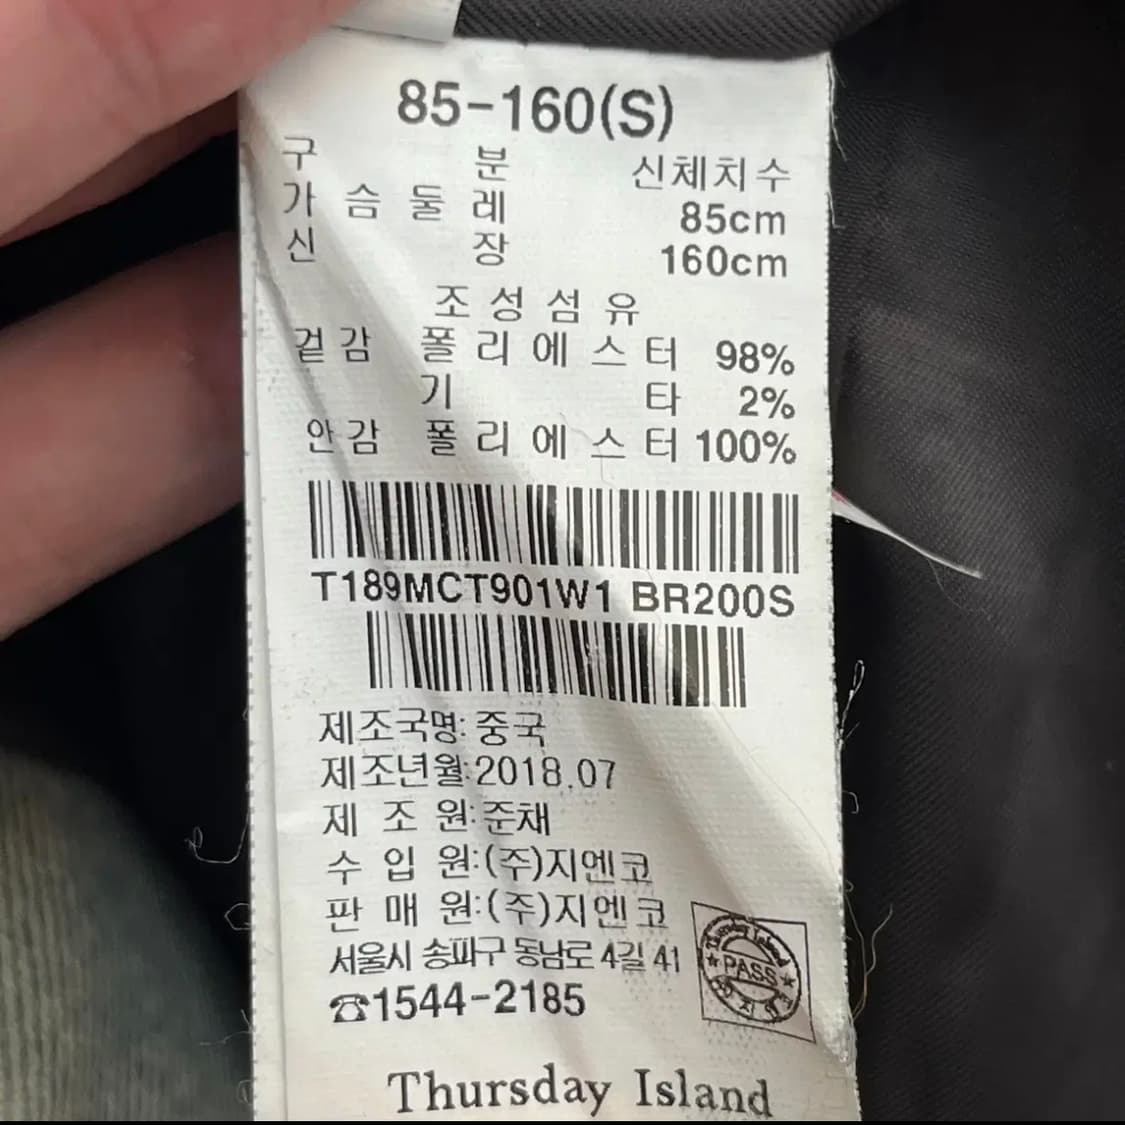 85-160(S)
구 분 신체치수
가 슴 둘 레 85cm
신 장 160cm
조 성 섬 유
겉 감 폴 리 에 스 터 98%
기 타 2%
안 감 폴 리 에 스 터 100%
T189MCT901W1 BR200S
제조국명: 중국
제조년월: 2018.07
제 조 원: 준채
수 입 원: (주)지엔코
판 매 원: (주)지엔코
서울시 송파구 동남로 4길 41
☎1544-2185
Thursday Island
★ PASS ★
Thursday Island